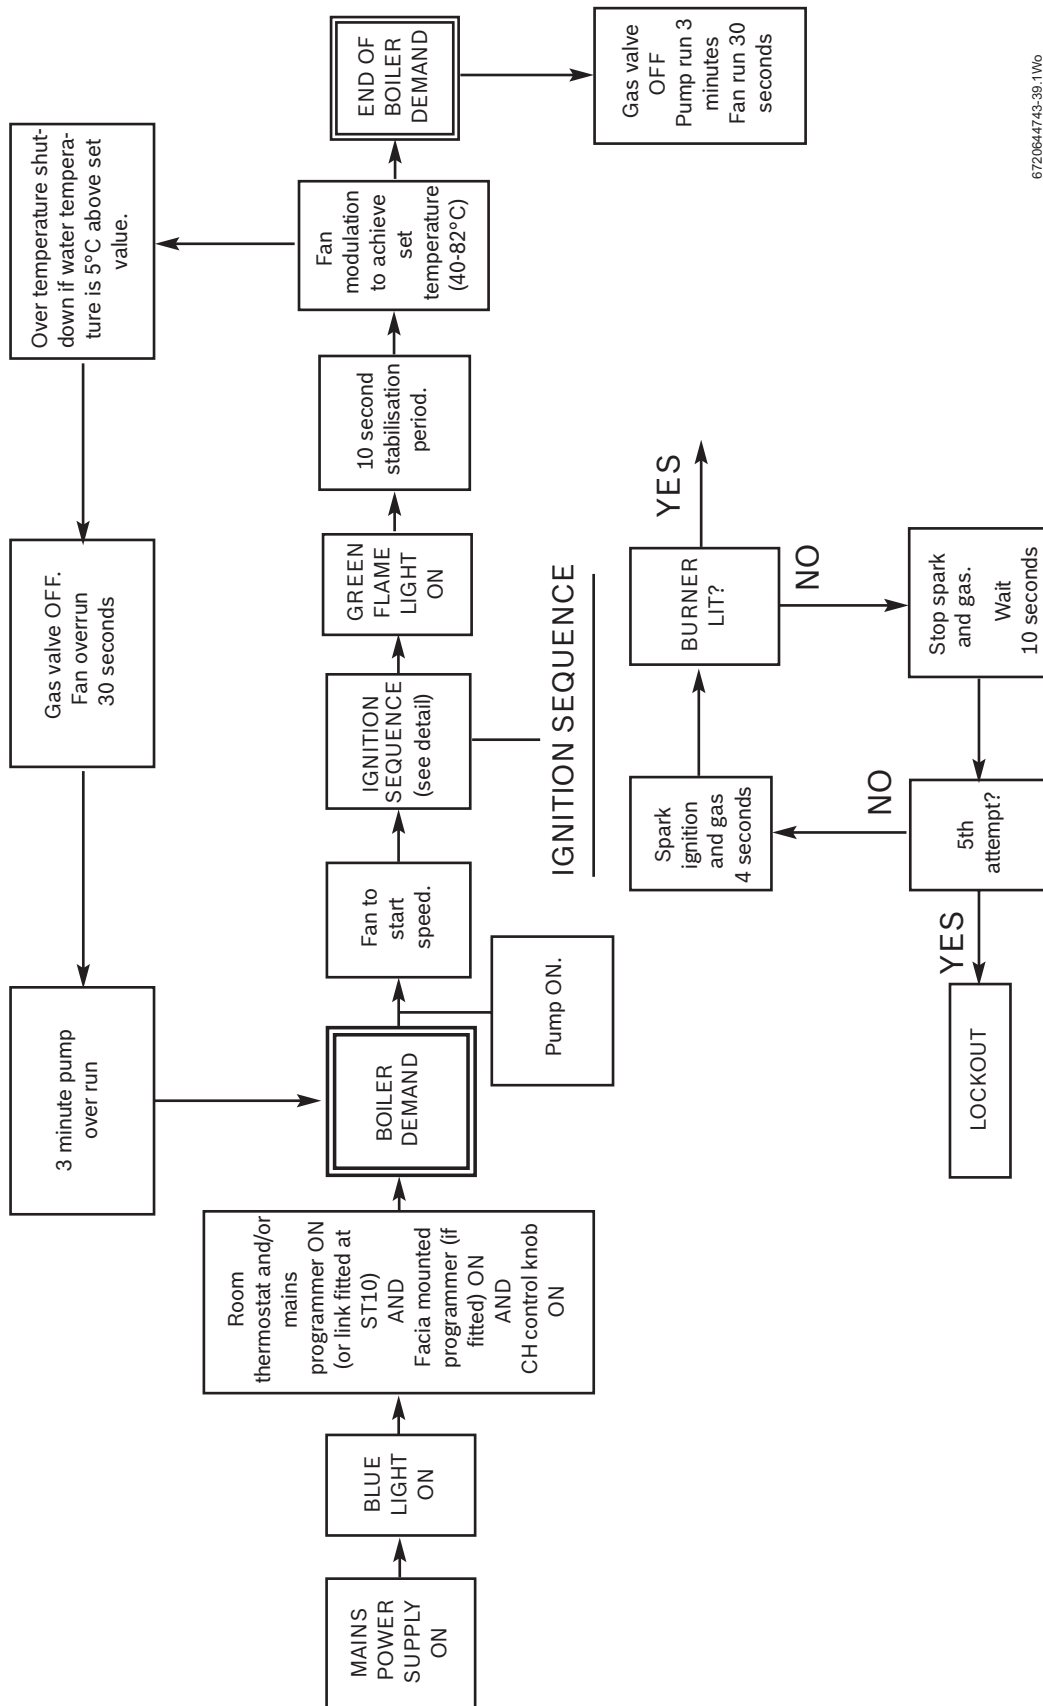 MAINS
POWER
SUPPLY
ON
BLUE
LIGHT
ON
Room
thermostat and/or
mains
programmer ON
(or link fitted at
ST10)
AND
Facia mounted
programmer (if
fitted) ON
AND
CH control knob
ON
BOILER
DEMAND
Pump ON.
Fan to
start
speed.
IGNITION
SEQUENCE
(see detail)
GREEN
FLAME
LIGHT
ON
10 second
stabilisation
period.
Fan
modulation
to achieve
set
temperature
(40-82°C)
END OF
BOILER
DEMAND
Gas valve
OFF
Pump run 3
minutes
Fan run 30
seconds
Over temperature shut-
down if water tempera-
ture is 5°C above set
value.
Gas valve OFF.
Fan overrun
30 seconds
3 minute pump
over run
IGNITION SEQUENCE
Spark
ignition
and gas
4 seconds
BURNER
LIT?
YES
NO
Stop spark
and gas.
Wait
10 seconds
5th
attempt?
NO
YES
LOCKOUT
6720644743-39.1Wo